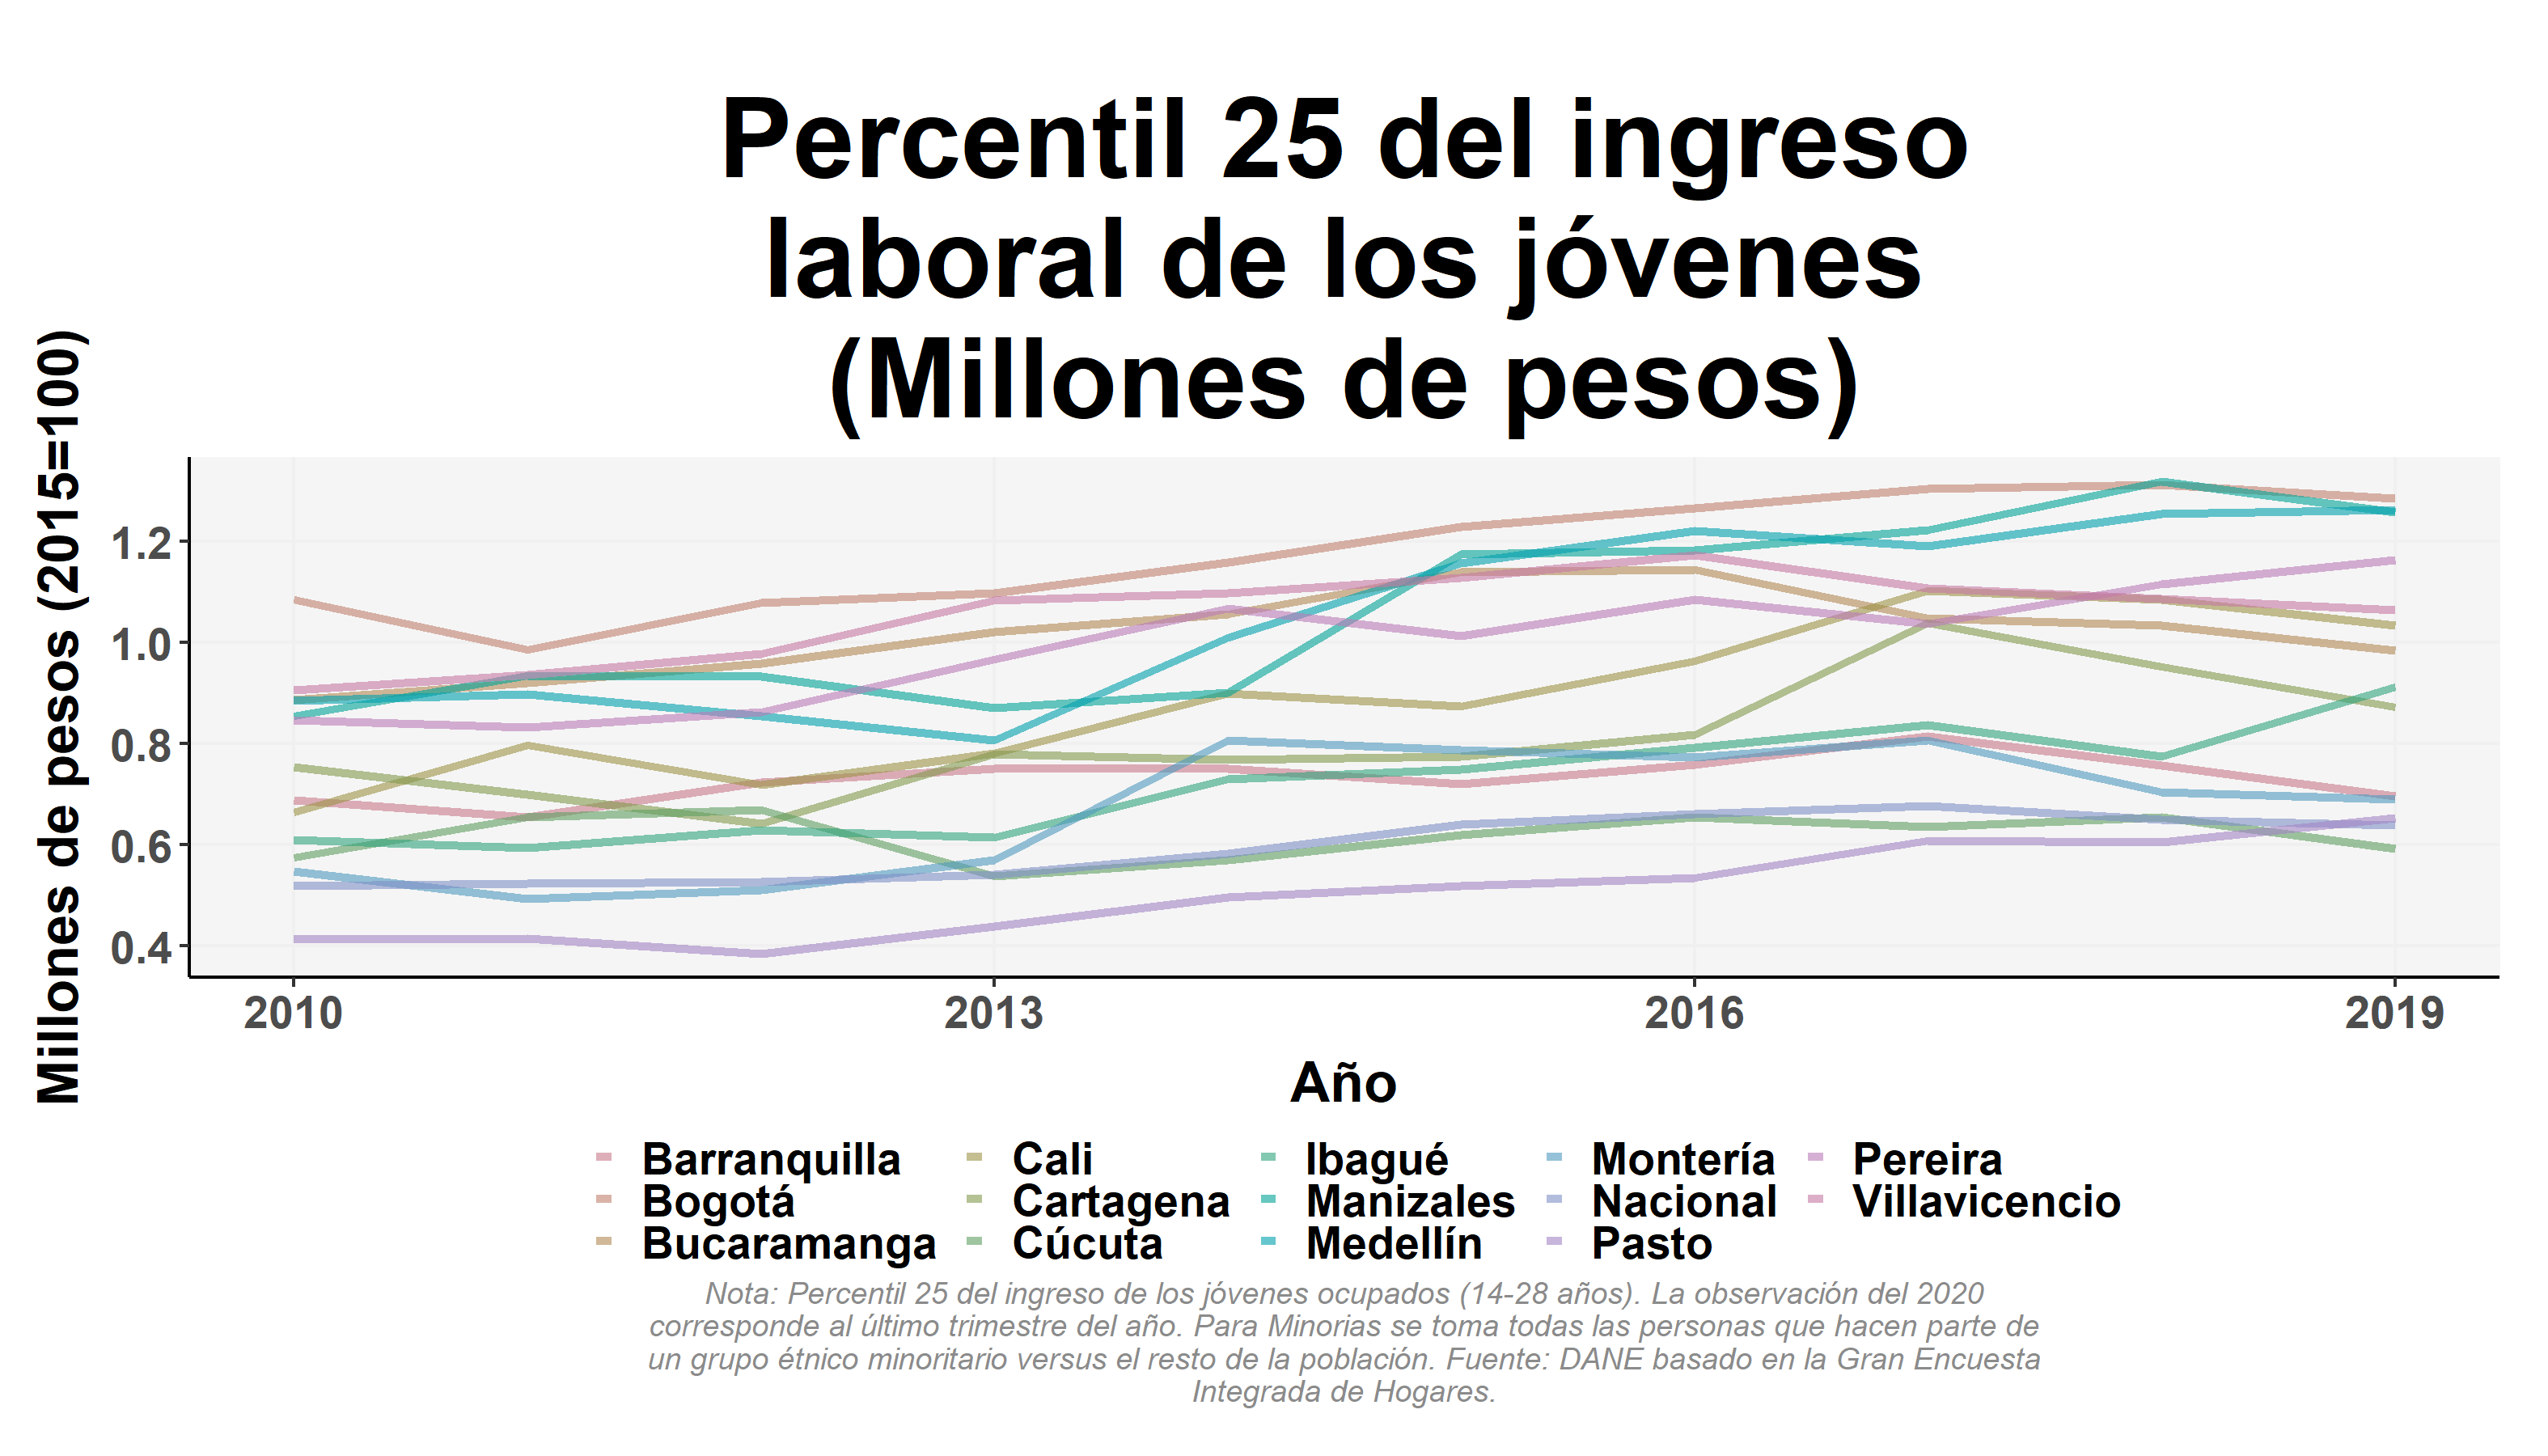 Percentil 25 del ingreso
laboral de los jóvenes
(Millones de pesos)
Millones de pesos (2015=100)
1.2
1.0
0.8
0.6
0.4
2010
2013
2016
2019
Año
Barranquilla
Bogotá
Bucaramanga
Cali
Cartagena
Cúcuta
Ibagué
Manizales
Medellín
Montería
Nacional
Pasto
Pereira
Villavicencio
Nota: Percentil 25 del ingreso de los jóvenes ocupados (14-28 años). La observación del 2020
corresponde al último trimestre del año. Para Minorias se toma todas las personas que hacen parte de
un grupo étnico minoritario versus el resto de la población. Fuente: DANE basado en la Gran Encuesta
Integrada de Hogares.